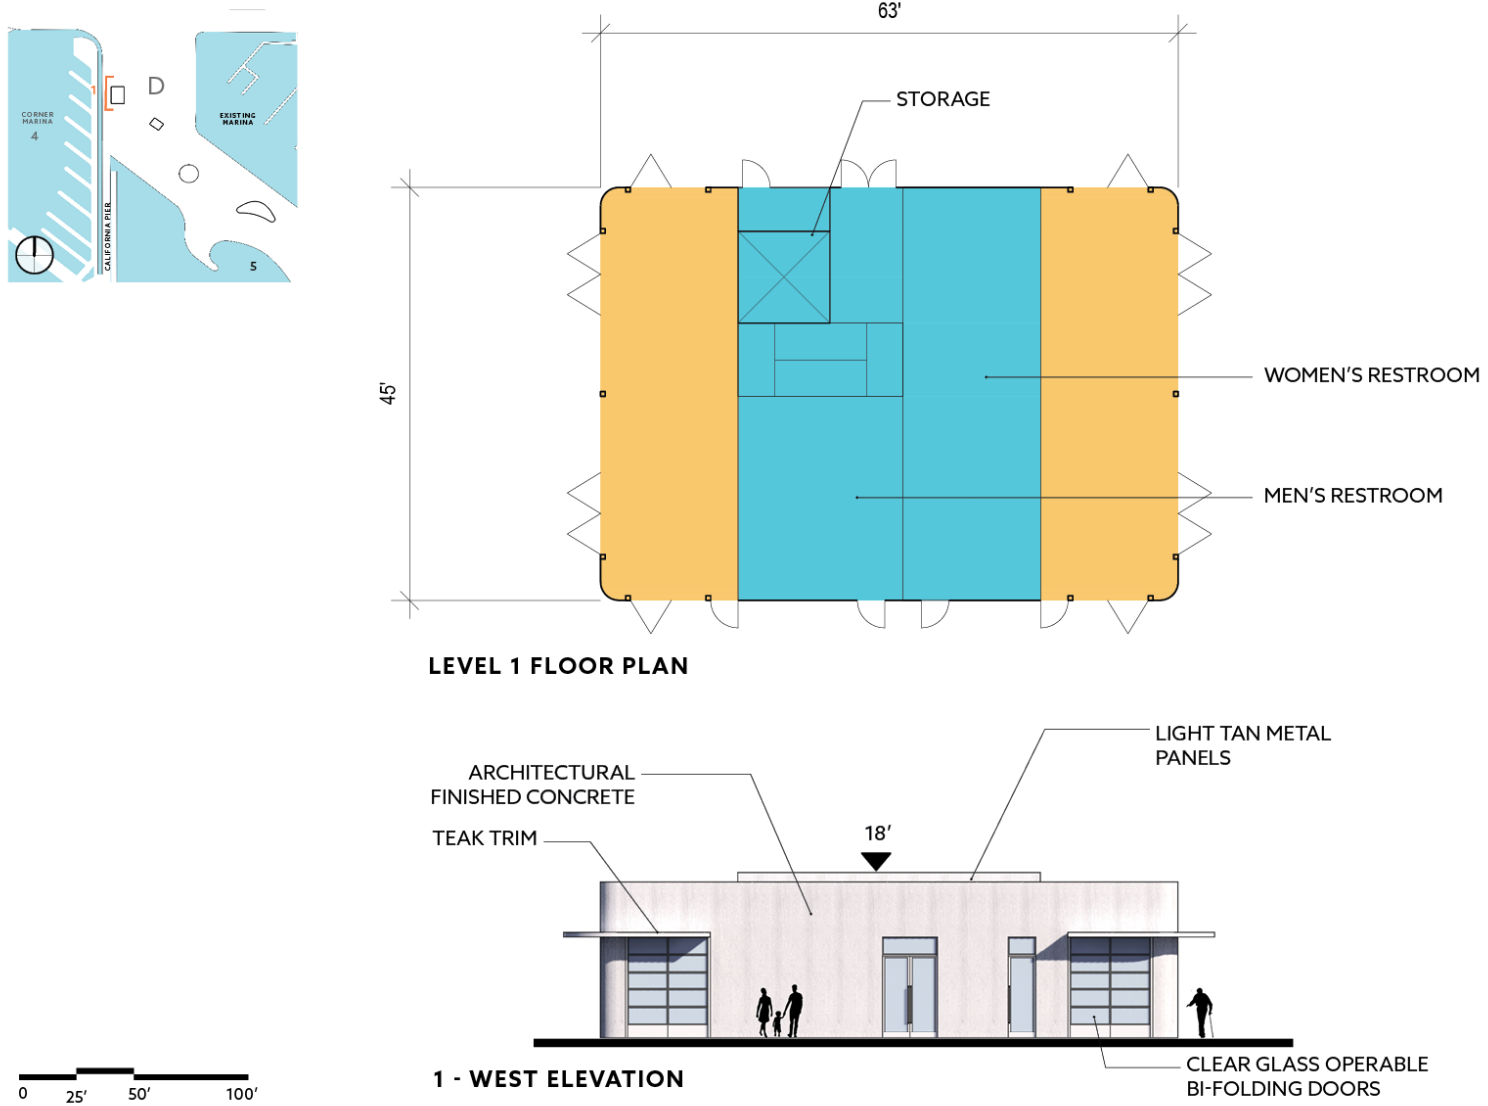 63'
D
1
CORNER
MARINA
4
EXISTING
MARINA
CALIFORNIA PIER
5
STORAGE
45'
WOMEN'S RESTROOM
MEN'S RESTROOM
LEVEL 1 FLOOR PLAN
LIGHT TAN METAL
PANELS
ARCHITECTURAL
FINISHED CONCRETE
TEAK TRIM
18'
CLEAR GLASS OPERABLE
BI-FOLDING DOORS
1 - WEST ELEVATION
0 25' 50' 100'